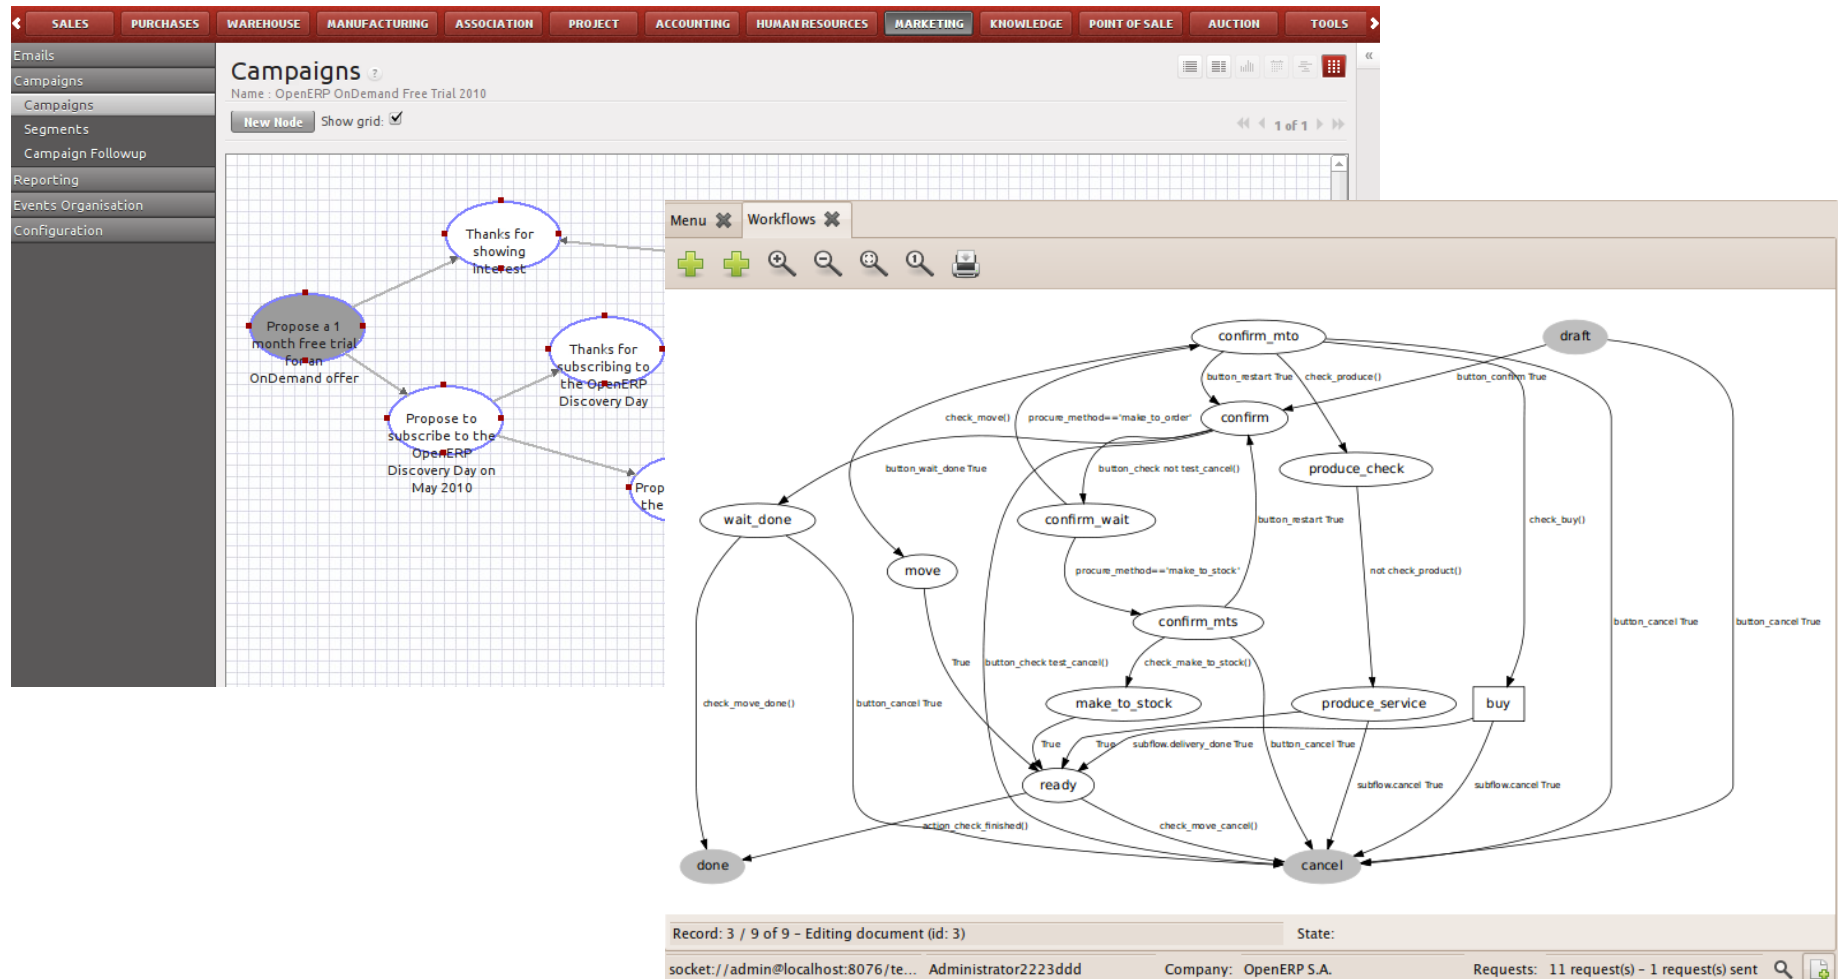 SALES PURCHASES WAREHOUSE MANUFACTURING ASSOCIATION PROJECT ACCOUNTING HUMAN RESOURCES MARKETING KNOWLEDGE POINT OF SALE AUCTION TOOLS
Emails
Campaigns
Campaigns
Segments
Campaign Followup
Reporting
Events Organisation
Configuration
Campaigns ?
Name : OpenERP OnDemand Free Trial 2010
New Node Show grid:
1 of 1
Thanks for
showing
interest
Propose a 1
month free trial
for an
OnDemand offer
Thanks for
subscribing to
the OpenERP
Discovery Day
Propose to
subscribe to the
OpenERP
Discovery Day on
May 2010
Prop
the
Menu Workflows
confirm_mto
draft
button_restart True
check_produce()
button_confirm True
check_move()
procure_method=='make_to_order'
confirm
button_wait_done True
button_check not test_cancel()
produce_check
wait_done
confirm_wait
button_restart True
check_buy()
move
procure_method=='make_to_stock'
not check_product()
confirm_mts
button_cancel True
button_cancel True
True
button_check test_cancel()
check_make_to_stock()
check_move_done()
button_cancel True
make_to_stock
produce_service
buy
True
True
subflow.delivery_done True
button_cancel True
ready
subflow.cancel True
subflow.cancel True
action_check_finished()
check_move_cancel()
done
cancel
Record: 3 / 9 of 9 - Editing document (id: 3) State:
socket://admin@localhost:8076/te... Administrator2223ddd Company: OpenERP S.A. Requests: 11 request(s) - 1 request(s) sent